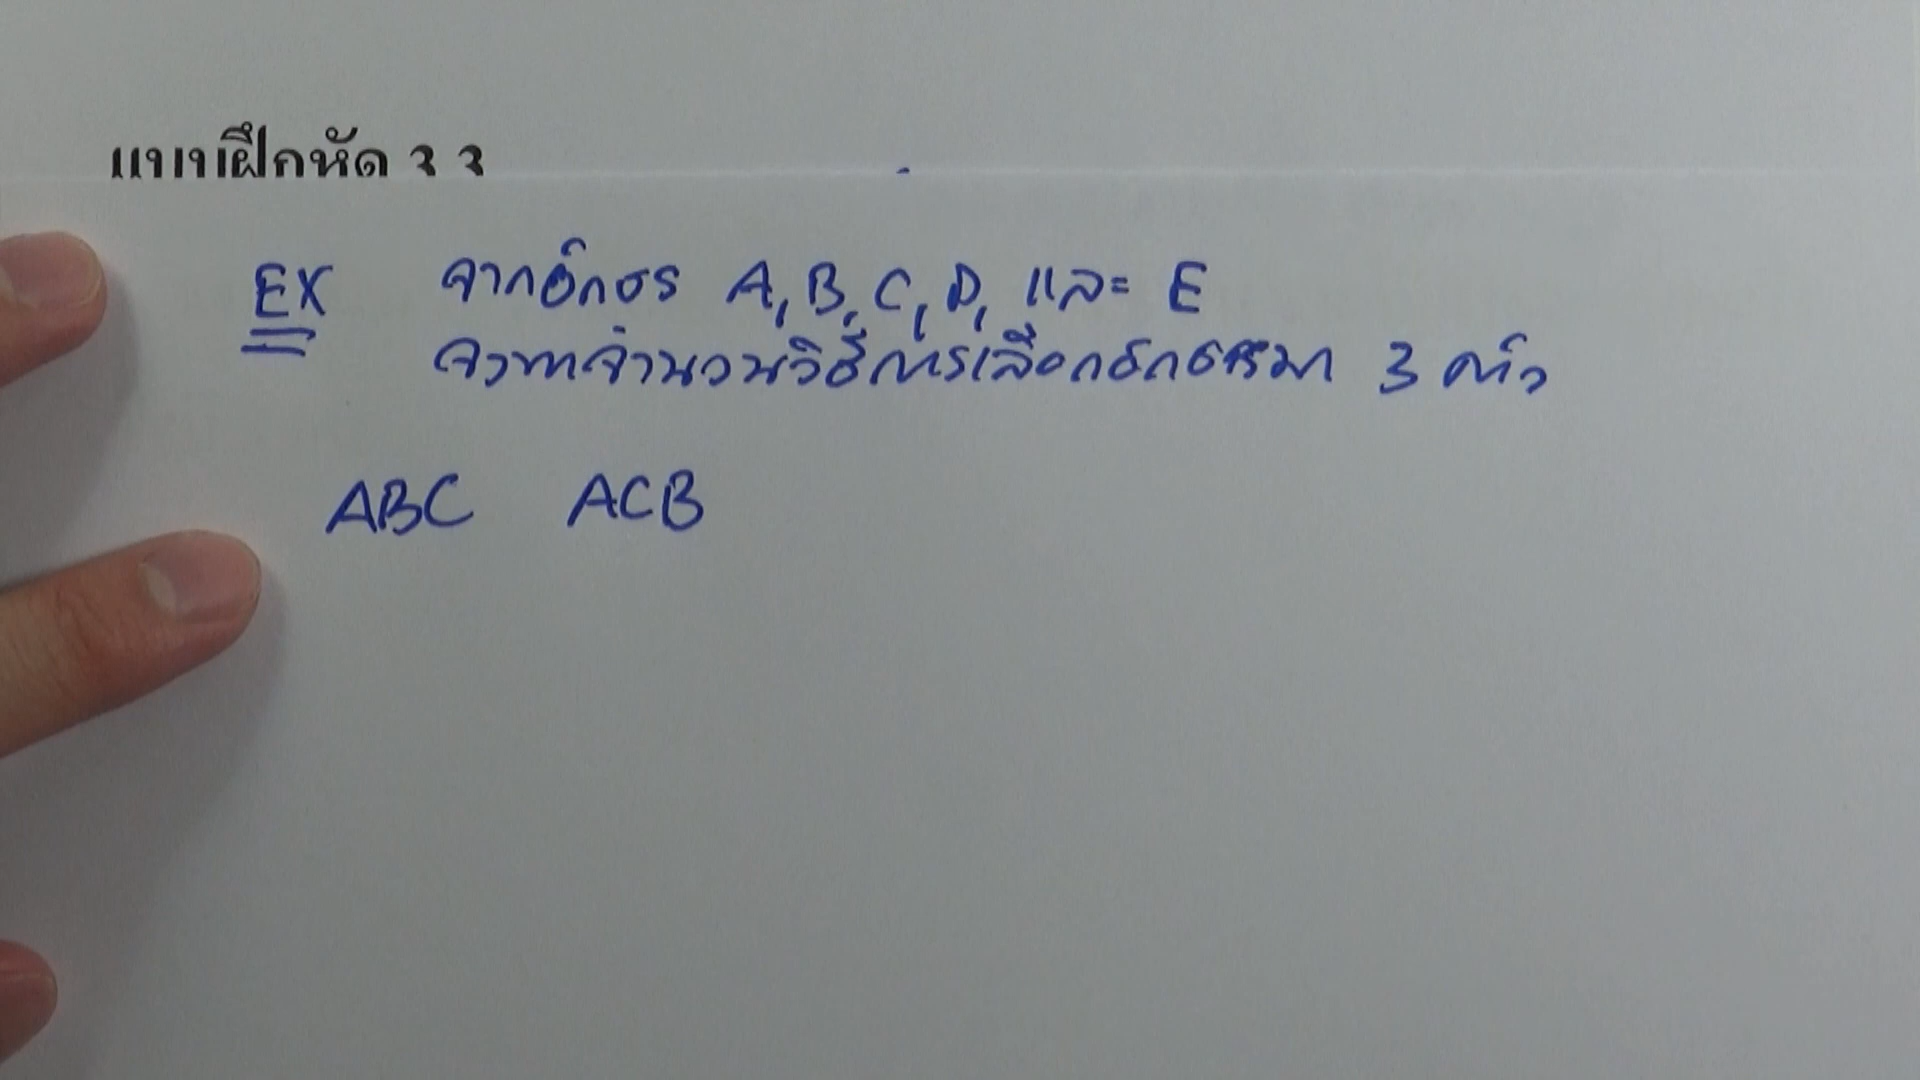 แบบฝึกหัด ว ว
EX จากอักษร A, B, C, D, และ E
จงหาจำนวนวิธีการเลือกอักษรมา 3 ตัว
ABC ACB